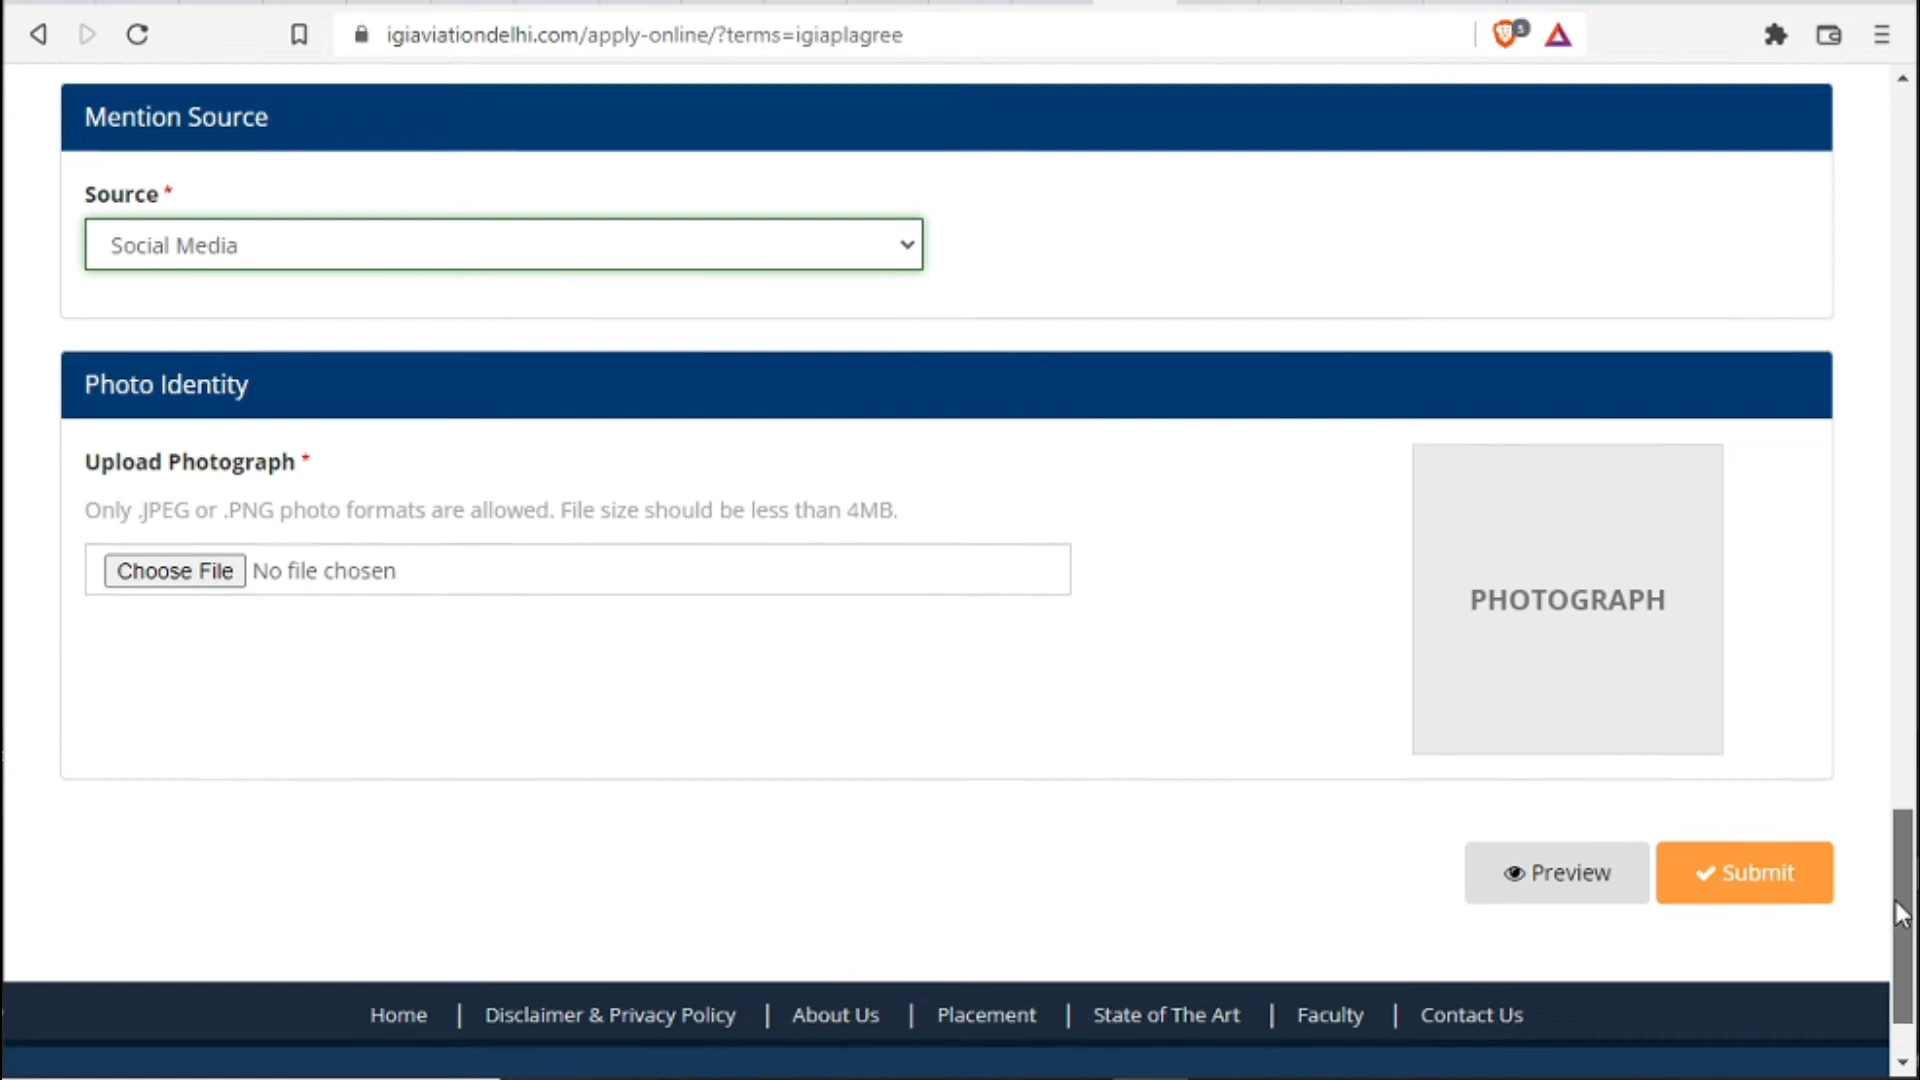 igiaviationdelhi.com/apply-online/?terms=igiaplagree
5
Mention Source
Source *
Social Media
Photo Identity
Upload Photograph *
Only .JPEG or .PNG photo formats are allowed. File size should be less than 4MB.
Choose File No file chosen
PHOTOGRAPH
Preview
Submit
Home | Disclaimer & Privacy Policy | About Us | Placement | State of The Art | Faculty | Contact Us